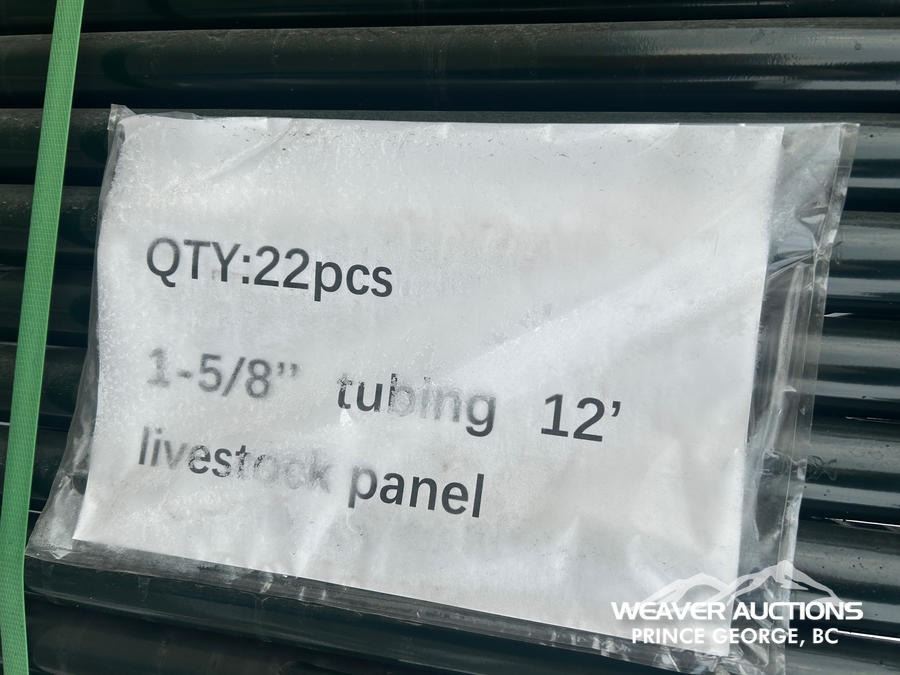 QTY:22pcs
1-5/8’’ tubing 12’
livestock panel
WEAVER AUCTIONS
PRINCE GEORGE, BC